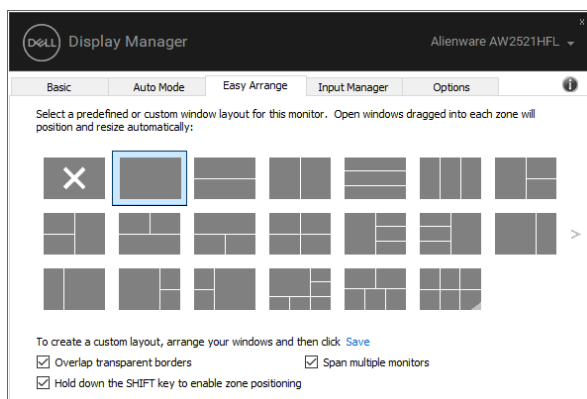 DELL Display Manager
Alienware AW2521HFL
Basic
Auto Mode
Easy Arrange
Input Manager
Options
Select a predefined or custom window layout for this monitor. Open windows dragged into each zone will
position and resize automatically:
To create a custom layout, arrange your windows and then click Save
Overlap transparent borders
Span multiple monitors
Hold down the SHIFT key to enable zone positioning